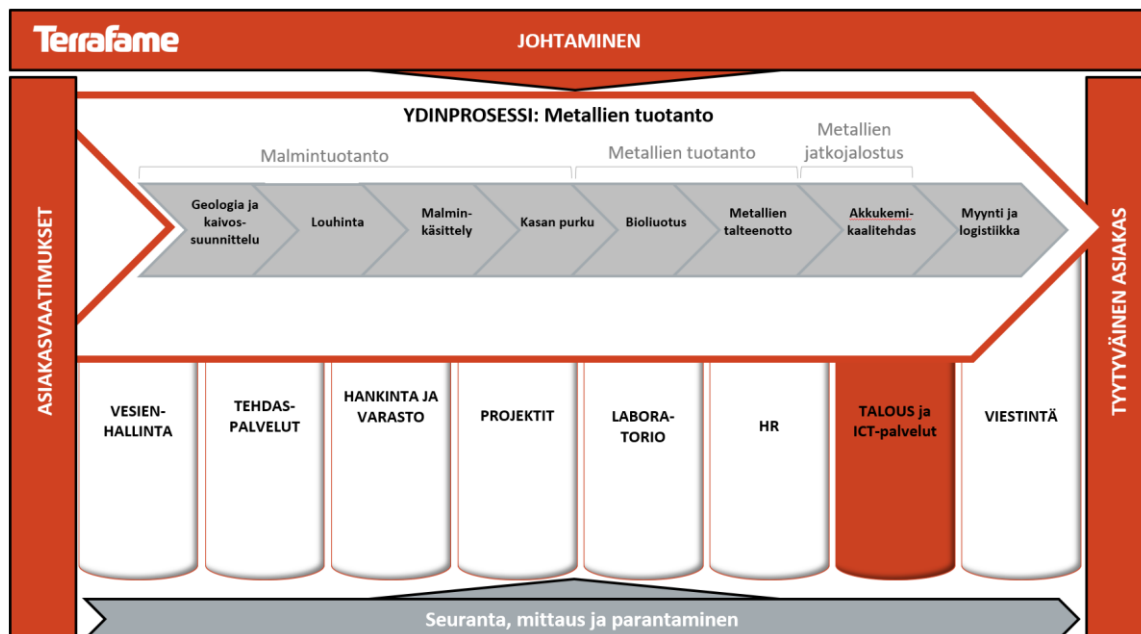 Terrafame
JOHTAMINEN
ASIAKASVAATIMUKSET
YDINPROSESSI: Metallien tuotanto
Malmintuotanto
Metallien tuotanto
Metallien
jatkojalostus
Geologia ja
kaivos-
suunnittelu
Louhinta
Malmin-
käsittely
Kasan purku
Bioliuotus
Metallien
talteenotto
Akkukemi-
kaalitehdas
Myynti ja
logistiikka
TYYTYVÄINEN ASIAKAS
VESIEN-
HALLINTA
TEHDAS-
PALVELUT
HANKINTA JA
VARASTO
PROJEKTIT
LABORA-
TORIO
HR
TALOUS ja
ICT-palvelut
VIESTINTÄ
Seuranta, mittaus ja parantaminen